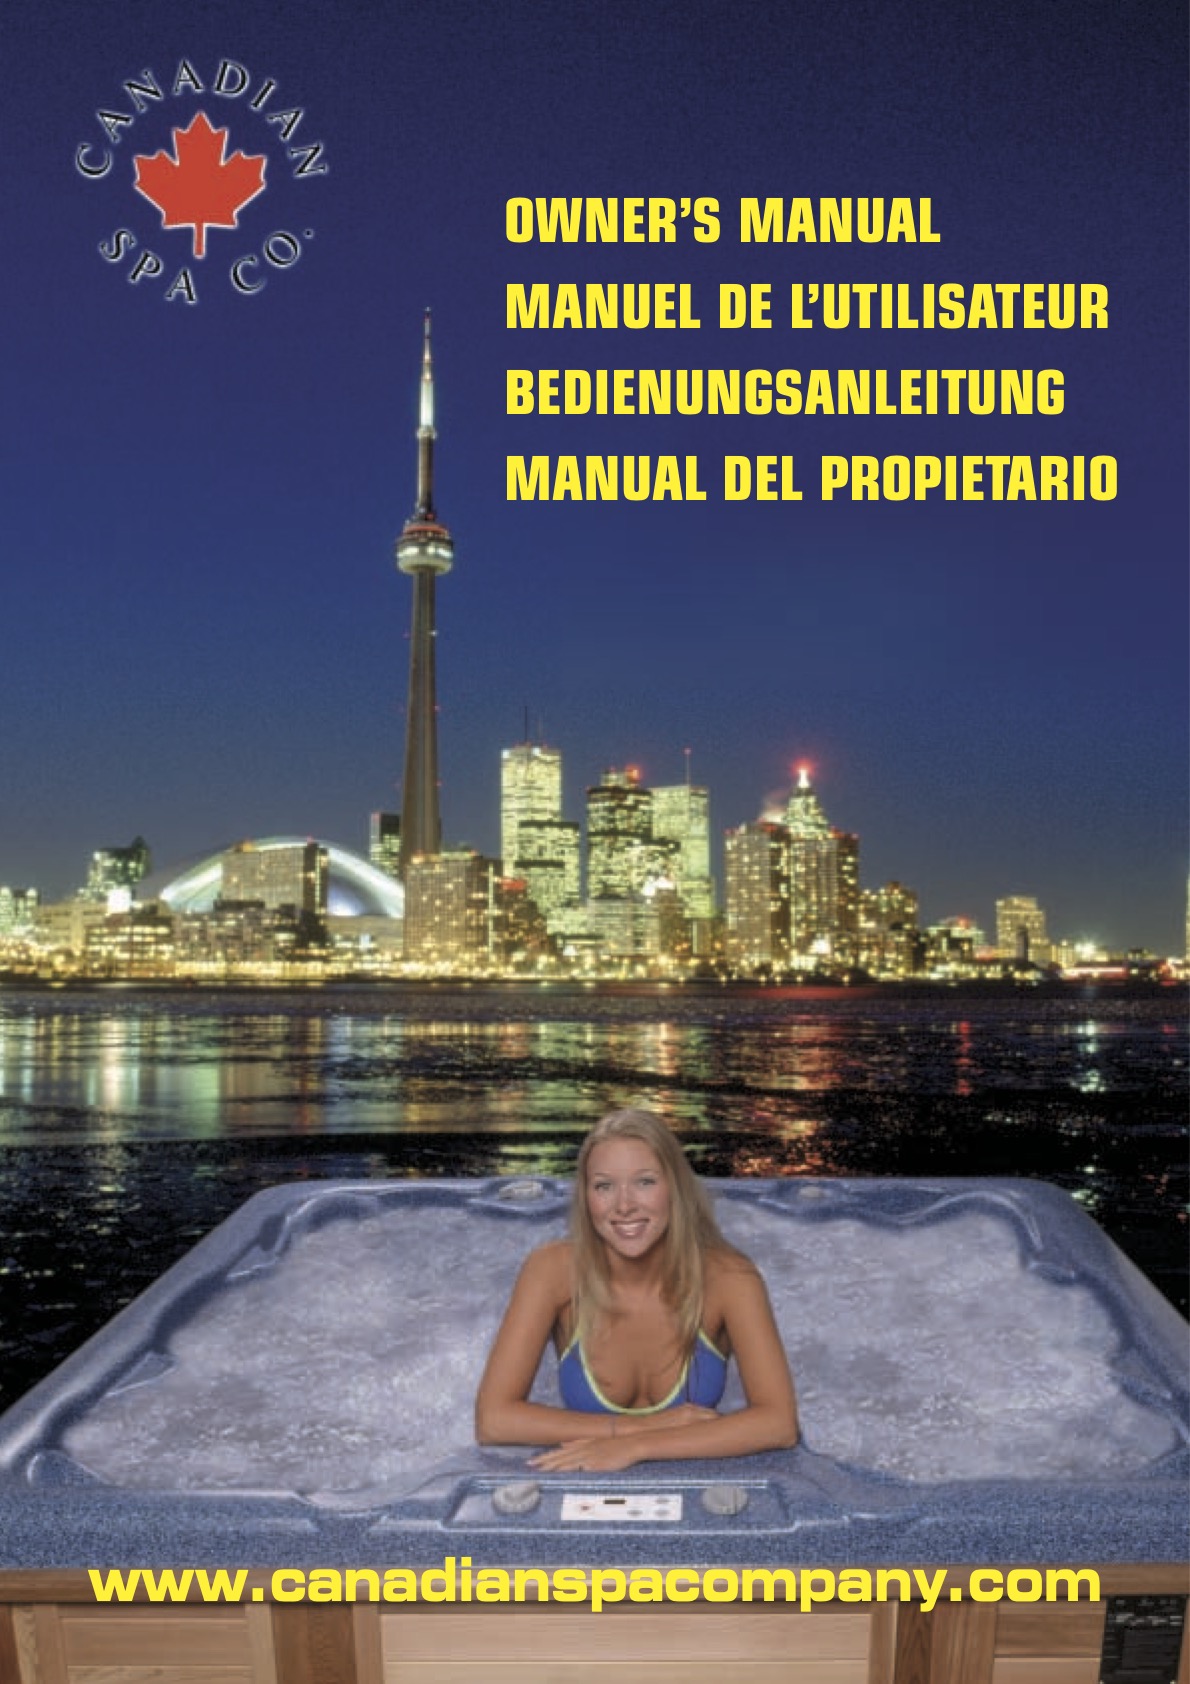 CANADIAN
SPA CO.
OWNER'S MANUAL
MANUEL DE L'UTILISATEUR
BEDIENUNGSANLEITUNG
MANUAL DEL PROPIETARIO
www.canadianspacompany.com